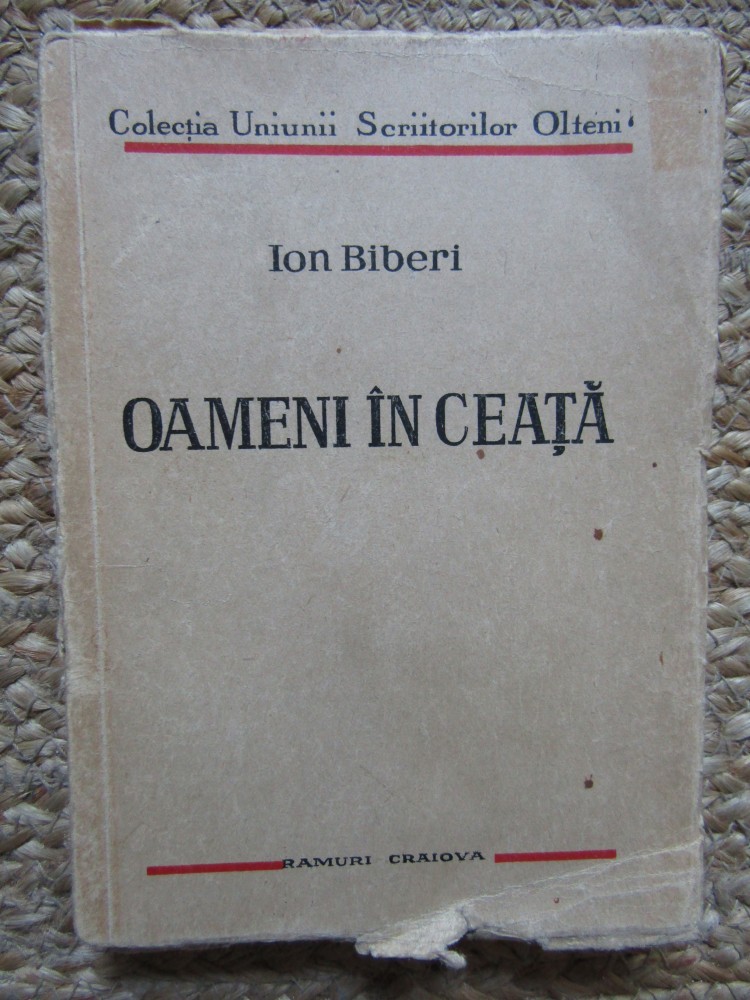 Colecția Uniunii Scriitorilor Olteni
Ion Biberi
OAMENI ÎN CEAȚĂ
RAMURI CRAIOVA